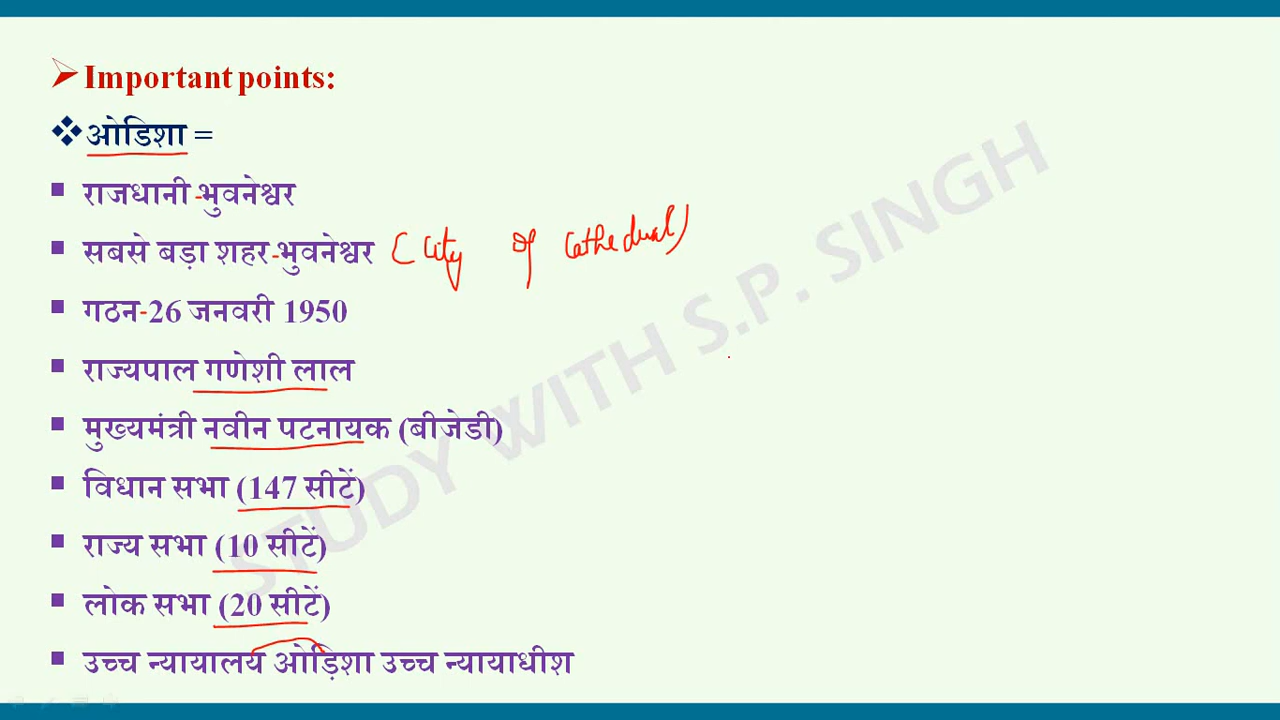 Important points:
ओडिशा =
राजधानी-भुवनेश्वर
सबसे बड़ा शहर-भुवनेश्वर (City of Cathedual)
गठन-26 जनवरी 1950
राज्यपाल गणेशी लाल
मुख्यमंत्री नवीन पटनायक (बीजेडी)
विधान सभा (147 सीटें)
राज्य सभा (10 सीटें)
लोक सभा (20 सीटें)
उच्च न्यायालय ओड़िशा उच्च न्यायाधीश
STUDY WITH S.P. SINGH